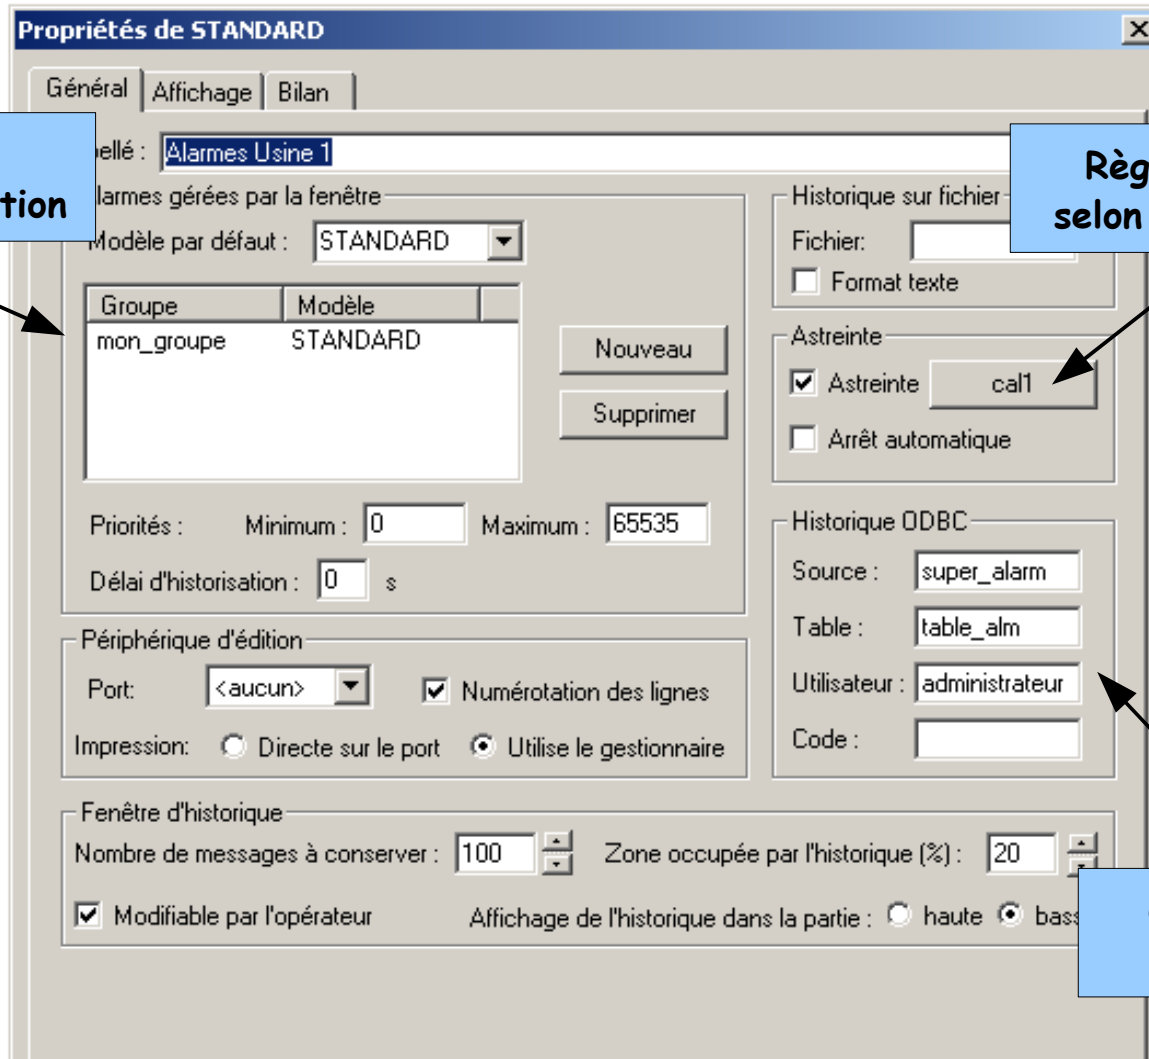 Propriétés de STANDARD
Général Affichage Bilan
ellé : Alarmes Usine 1
tion
Règ
selon
larmes gérées par la fenêtre
Modèle par défaut : STANDARD
Groupe Modèle
mon_groupe STANDARD
Nouveau
Supprimer
Priorités : Minimum : 0 Maximum : 65535
Délai d'historisation : 0 s
Historique sur fichier
Fichier:
Format texte
Astreinte
Astreinte cal1
Arrêt automatique
Historique ODBC
Source : super_alarm
Table : table_alm
Utilisateur : administrateur
Code :
Périphérique d'édition
Port: <aucun> Numérotation des lignes
Impression: Directe sur le port Utilise le gestionnaire
Fenêtre d'historique
Nombre de messages à conserver : 100 Zone occupée par l'historique (%) : 20
Modifiable par l'opérateur Affichage de l'historique dans la partie : haute bass